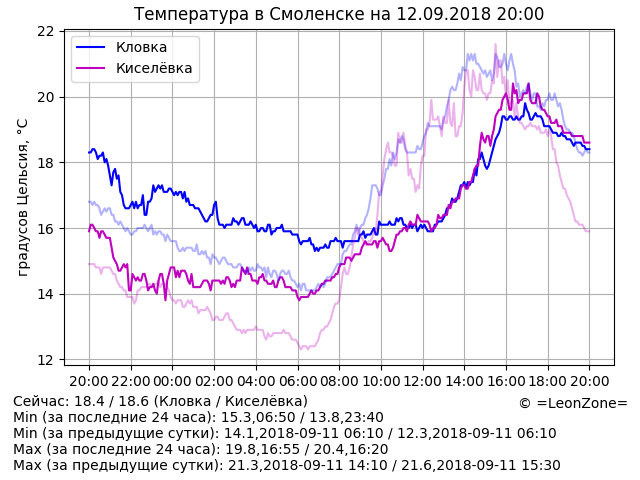 Температура в Смоленске на 12.09.2018 20:00
Кловка
Киселёвка
градусов Цельсия, °C
22
20
18
16
14
12
20:00 22:00 00:00 02:00 04:00 06:00 08:00 10:00 12:00 14:00 16:00 18:00 20:00
Сейчас: 18.4 / 18.6 (Кловка / Киселёвка)
© =LeonZone=
Min (за последние 24 часа): 15.3,06:50 / 13.8,23:40
Min (за предыдущие сутки): 14.1,2018-09-11 06:10 / 12.3,2018-09-11 06:10
Max (за последние 24 часа): 19.8,16:55 / 20.4,16:20
Max (за предыдущие сутки): 21.3,2018-09-11 14:10 / 21.6,2018-09-11 15:30